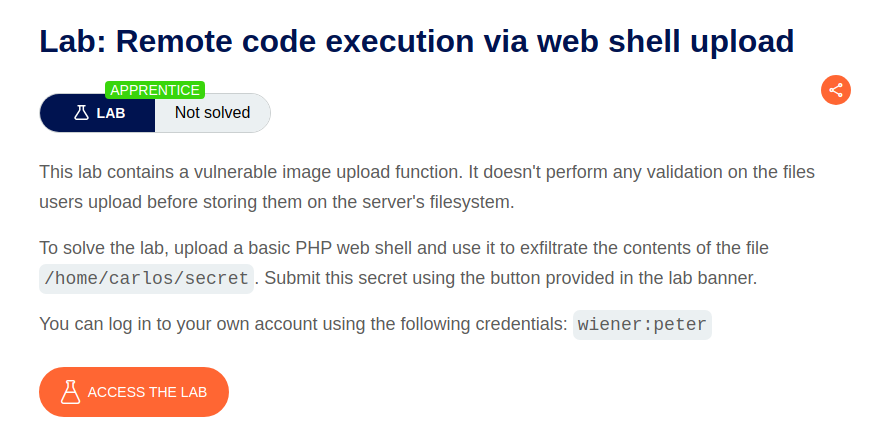 Lab: Remote code execution via web shell upload
APPRENTICE
LAB
Not solved
This lab contains a vulnerable image upload function. It doesn't perform any validation on the files
users upload before storing them on the server's filesystem.
To solve the lab, upload a basic PHP web shell and use it to exfiltrate the contents of the file
/home/carlos/secret. Submit this secret using the button provided in the lab banner.
You can log in to your own account using the following credentials: wiener:peter
ACCESS THE LAB